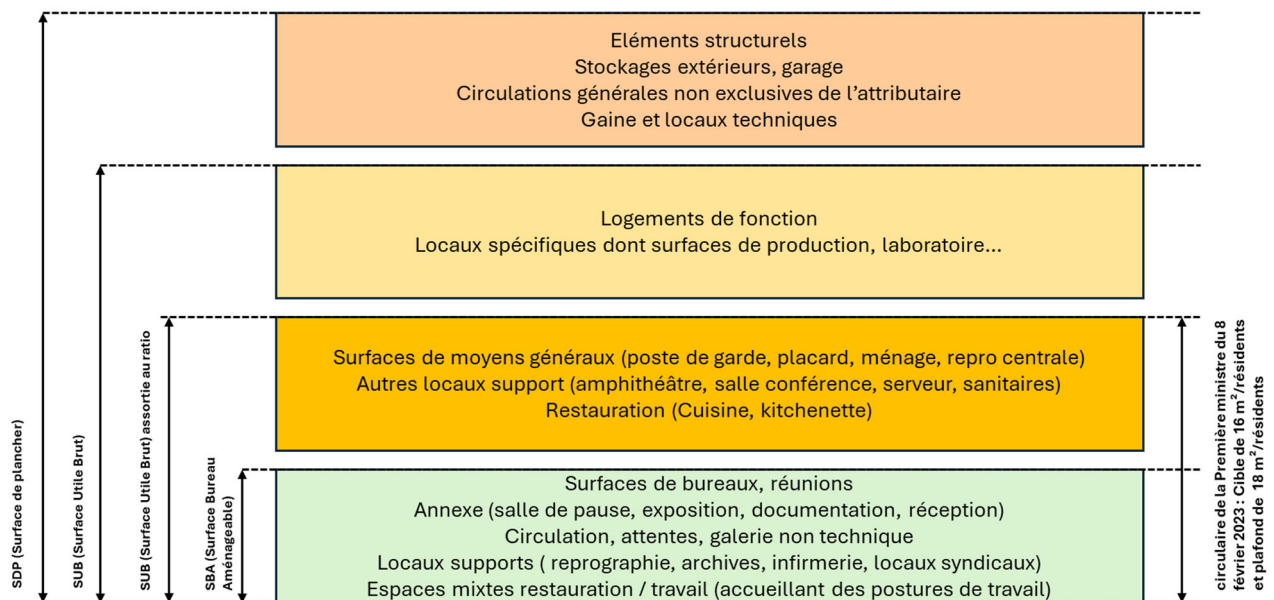 Eléments structurels
Stockages extérieurs, garage
Circulations générales non exclusives de l'attributaire
Gaine et locaux techniques
Logements de fonction
Locaux spécifiques dont surfaces de production, laboratoire...
Surfaces de moyens généraux (poste de garde, placard, ménage, repro centrale)
Autres locaux support (amphithéâtre, salle conférence, serveur, sanitaires)
Restauration (Cuisine, kitchenette)
Surfaces de bureaux, réunions
Annexe (salle de pause, exposition, documentation, réception)
Circulation, attentes, galerie non technique
Locaux supports ( reprographie, archives, infirmerie, locaux syndicaux)
Espaces mixtes restauration / travail (accueillant des postures de travail)
SDP (Surface de plancher)
SUB (Surface Utile Brut)
SUB (Surface Utile Brut) assortie au ratio
SBA (Surface Bureau
Aménageable)
circulaire de la Première ministre du 8
février 2023 : Cible de 16 m²/résidents
et plafond de 18 m²/résidents